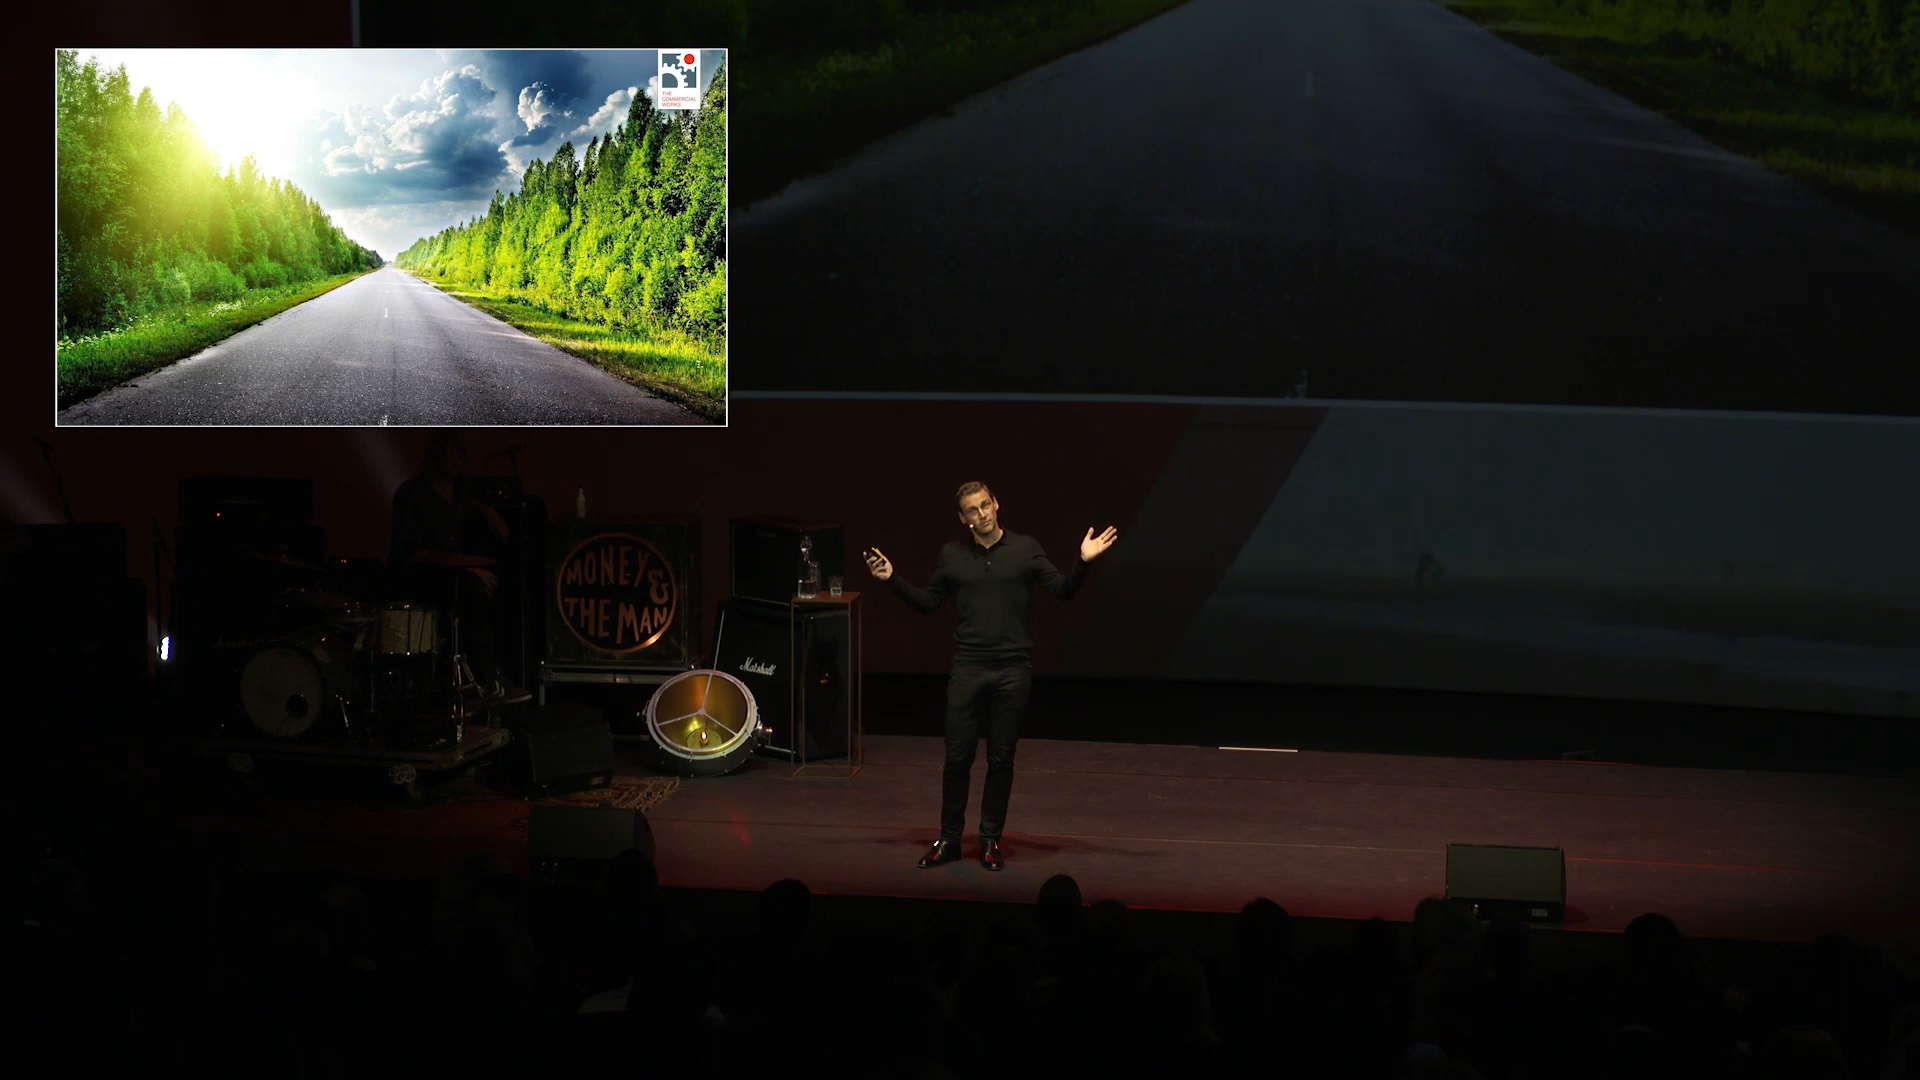 THE
COMMERCIAL
WORKS
MONEY &
THE MAN
Marshall